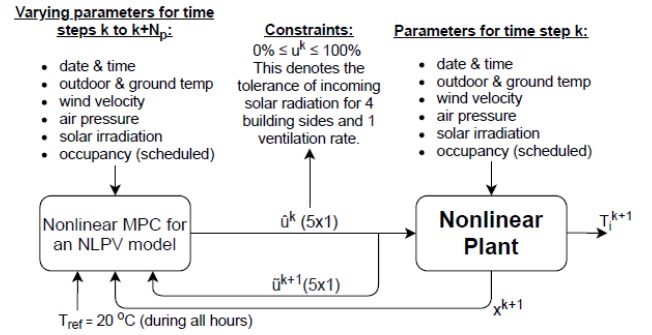 Varying parameters for time
steps k to k+Np:
• date & time
• outdoor & ground temp
• wind velocity
• air pressure
• solar irradiation
• occupancy (scheduled)
Constraints:
0% ≤ uᵏ ≤ 100%
This denotes the
tolerance of incoming
solar radiation for 4
building sides and 1
ventilation rate.
Parameters for time step k:
• date & time
• outdoor & ground temp
• wind velocity
• air pressure
• solar irradiation
• occupancy (scheduled)
Nonlinear MPC for
an NLPV model
ûᵏ (5x1)
Nonlinear
Plant
Tᵢᵏ⁺¹
ũᵏ⁺¹(5x1)
xᵏ⁺¹
Tref = 20 °C (during all hours)